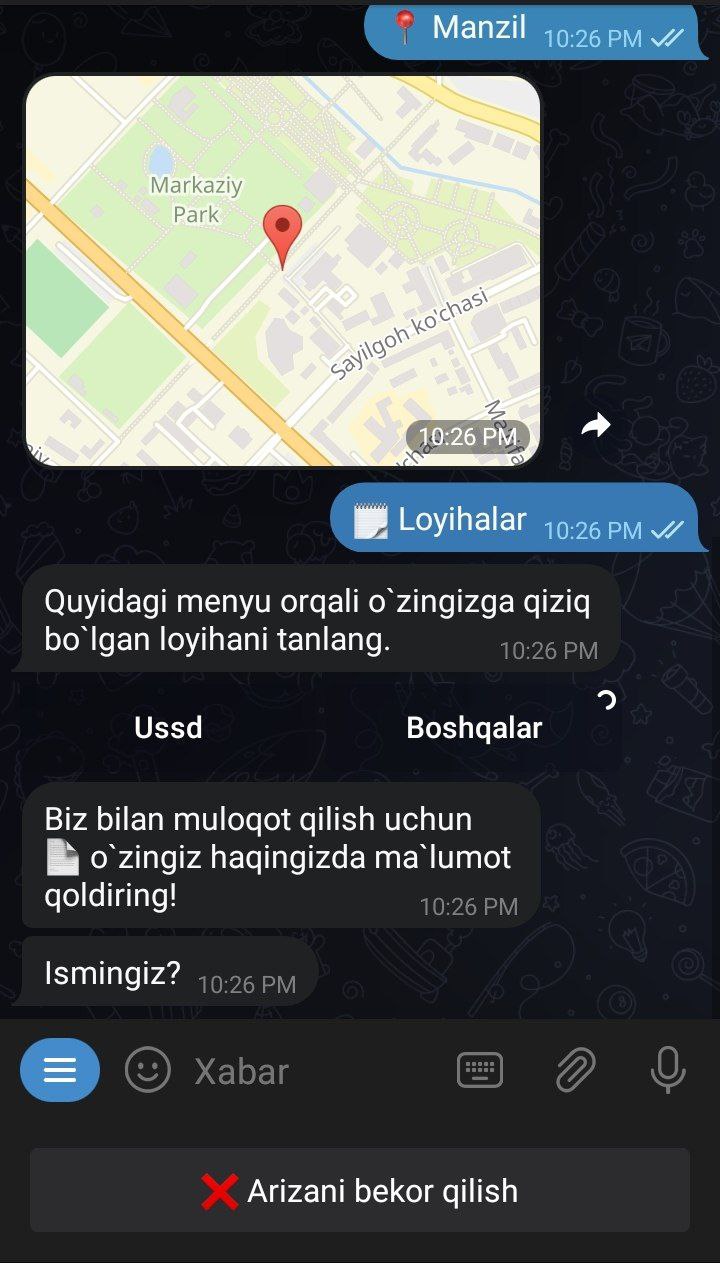 Manzil 10:26 PM
Markaziy
Park
Sayilgoh ko'chasi
10:26 PM
Loyihalar 10:26 PM
Quyidagi menyu orqali o`zingizga qiziq
bo`lgan loyihani tanlang. 10:26 PM
Ussd
Boshqalar
Biz bilan muloqot qilish uchun
o`zingiz haqingizda ma`lumot
qoldiring! 10:26 PM
Ismingiz? 10:26 PM
Xabar
Arizani bekor qilish